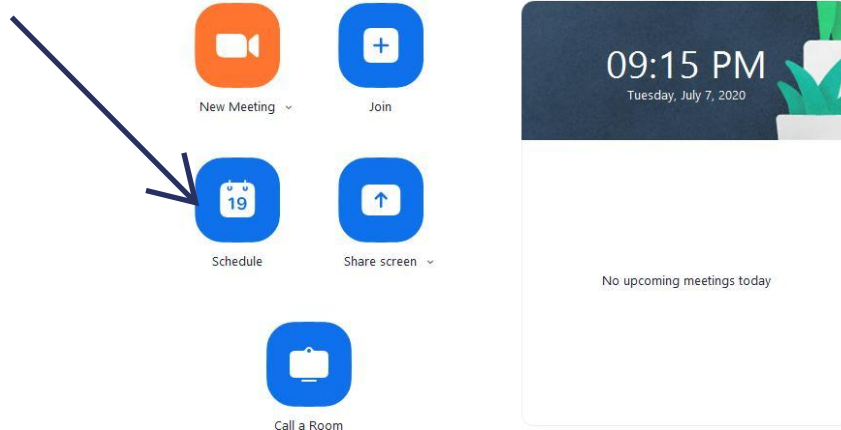 New Meeting
Join
19
Schedule
Share screen
Call a Room
09:15 PM
Tuesday, July 7, 2020
No upcoming meetings today